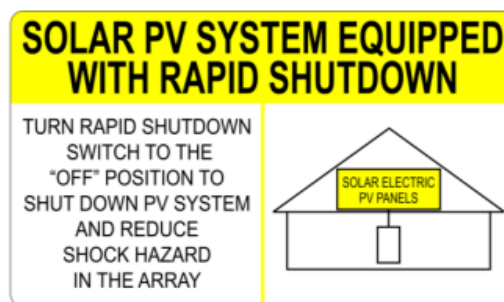 SOLAR PV SYSTEM EQUIPPED
WITH RAPID SHUTDOWN
TURN RAPID SHUTDOWN
SWITCH TO THE
“OFF” POSITION TO
SHUT DOWN PV SYSTEM
AND REDUCE
SHOCK HAZARD
IN THE ARRAY
SOLAR ELECTRIC
PV PANELS